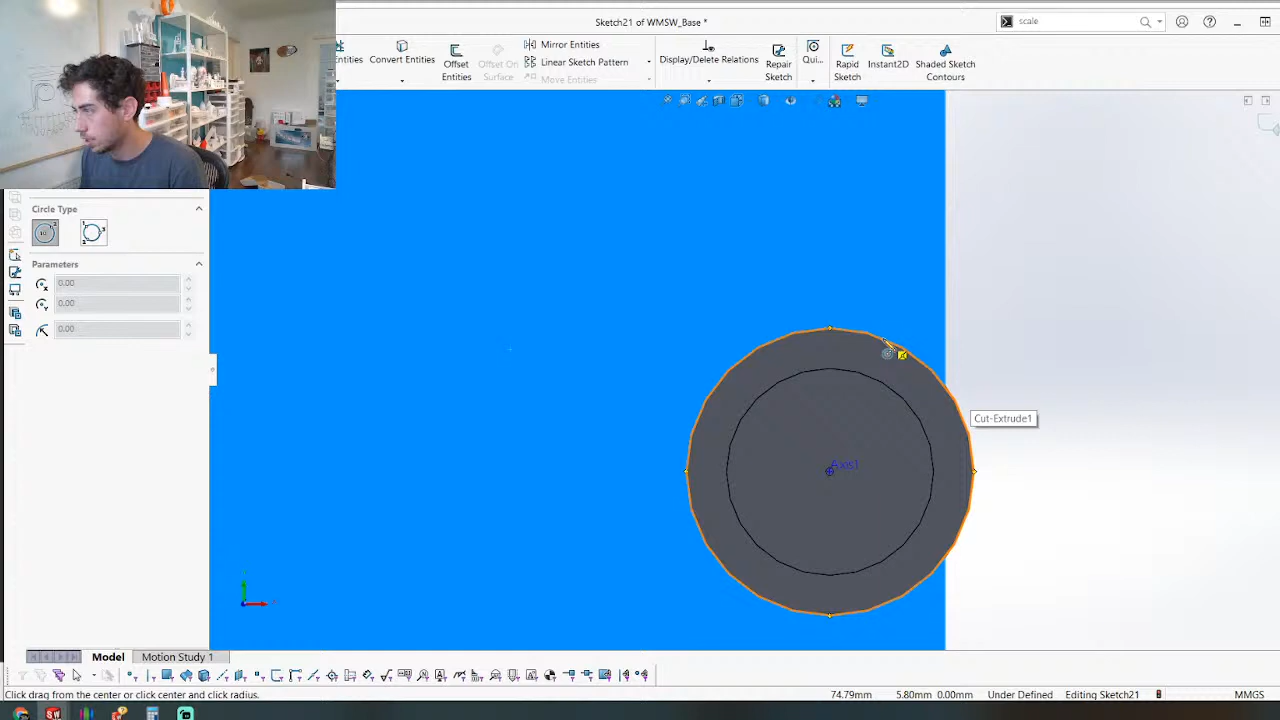 Sketch21 of WMSW_Base *
scale
Entities
Convert Entities
Offset Entities
Offset On Surface
Mirror Entities
Linear Sketch Pattern
Move Entities
Display/Delete Relations
Repair Sketch
Qui...
Rapid Sketch
Instant2D
Shaded Sketch Contours
Circle Type
Parameters
0.00
0.00
0.00
Cut-Extrude1
Axis1
Model
Motion Study 1
Click drag from the center or click center and click radius.
74.79mm
5.80mm 0.00mm
Under Defined
Editing Sketch21
MMGS